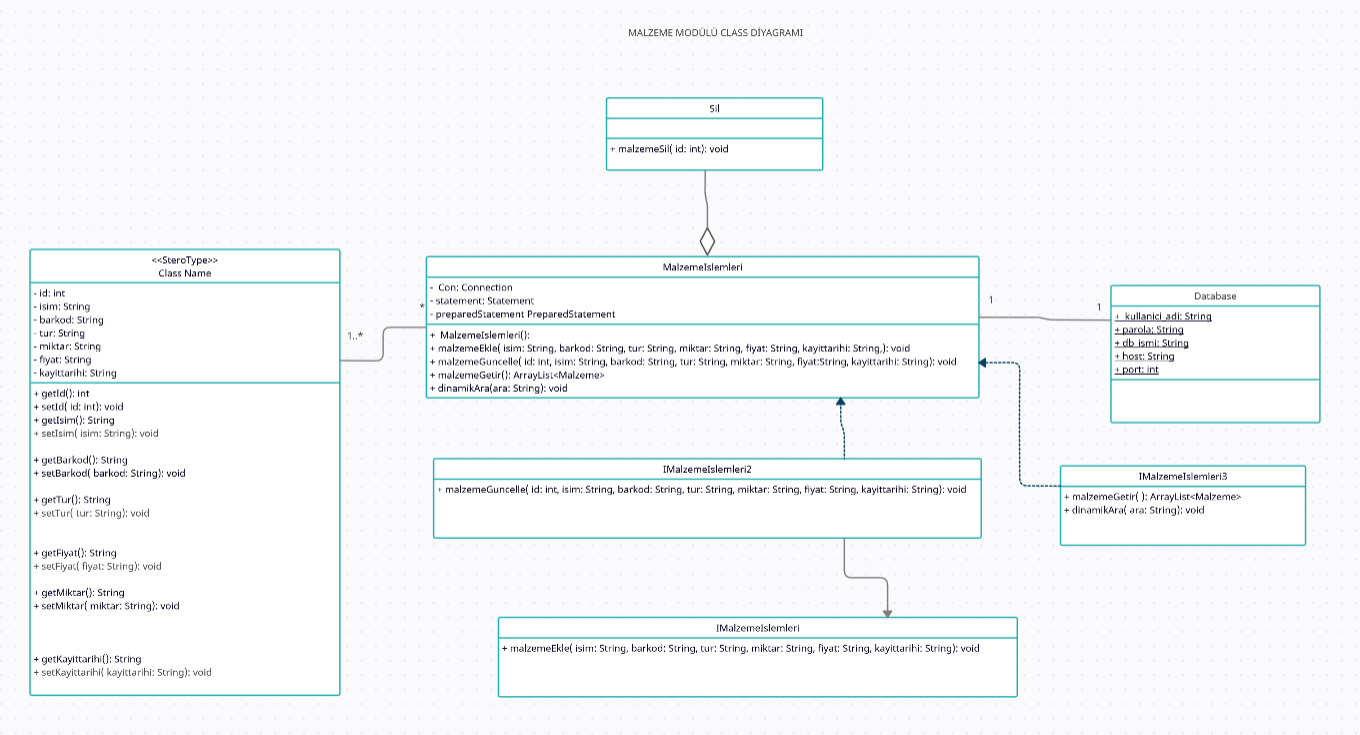 MALZEME MODÜLÜ CLASS DİYAGRAMI
Sil
+ malzemeSil( id: int): void
<<SteroType>>
Class Name
- id: int
- isim: String
- barkod: String
- tur: String
- miktar: String
- fiyat: String
- kayittarihi: String
+ getId(): int
+ setId( id: int): void
+ getIsim(): String
+ setIsim( isim: String): void
+ getBarkod(): String
+ setBarkod( barkod: String): void
+ getTur(): String
+ setTur( tur: String): void
+ getFiyat(): String
+ setFiyat( fiyat: String): void
+ getMiktar(): String
+ setMiktar( miktar: String): void
+ getKayittarihi(): String
+ setKayittarihi( kayittarihi: String): void
1..*
*
MalzemeIslemleri
- Con: Connection
- statement: Statement
- preparedStatement PreparedStatement
+ MalzemeIslemleri():
+ malzemeEkle( isim: String, barkod: String, tur: String, miktar: String, fiyat: String, kayittarihi: String,): void
+ malzemeGuncelle( id: int, isim: String, barkod: String, tur: String, miktar: String, fiyat:String, kayittarihi: String): void
+ malzemeGetir(): ArrayList<Malzeme>
+ dinamikAra(ara: String): void
1
1
Database
+ kullanici_adi: String
+ parola: String
+ db_ismi: String
+ host: String
+ port: int
IMalzemeIslemleri2
+ malzemeGuncelle( id: int, isim: String, barkod: String, tur: String, miktar: String, fiyat: String, kayittarihi: String): void
IMalzemeIslemleri3
+ malzemeGetir( ): ArrayList<Malzeme>
+ dinamikAra( ara: String): void
IMalzemeIslemleri
+ malzemeEkle( isim: String, barkod: String, tur: String, miktar: String, fiyat: String, kayittarihi: String): void